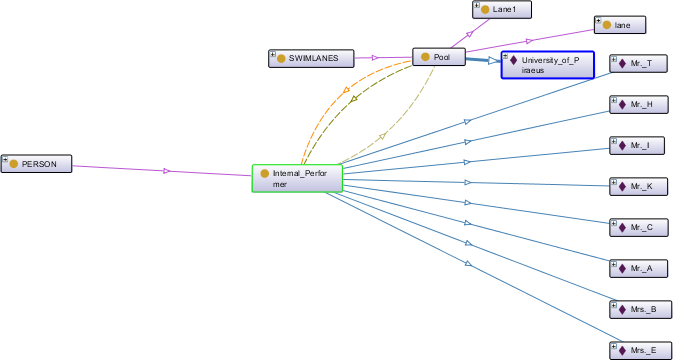 Lane1
lane
SWIMLANES
Pool
University_of_P
iraeus
Mr._T
Mr._H
Mr._I
PERSON
Internal_Perfor
mer
Mr._K
Mr._C
Mr._A
Mrs._B
Mrs._E